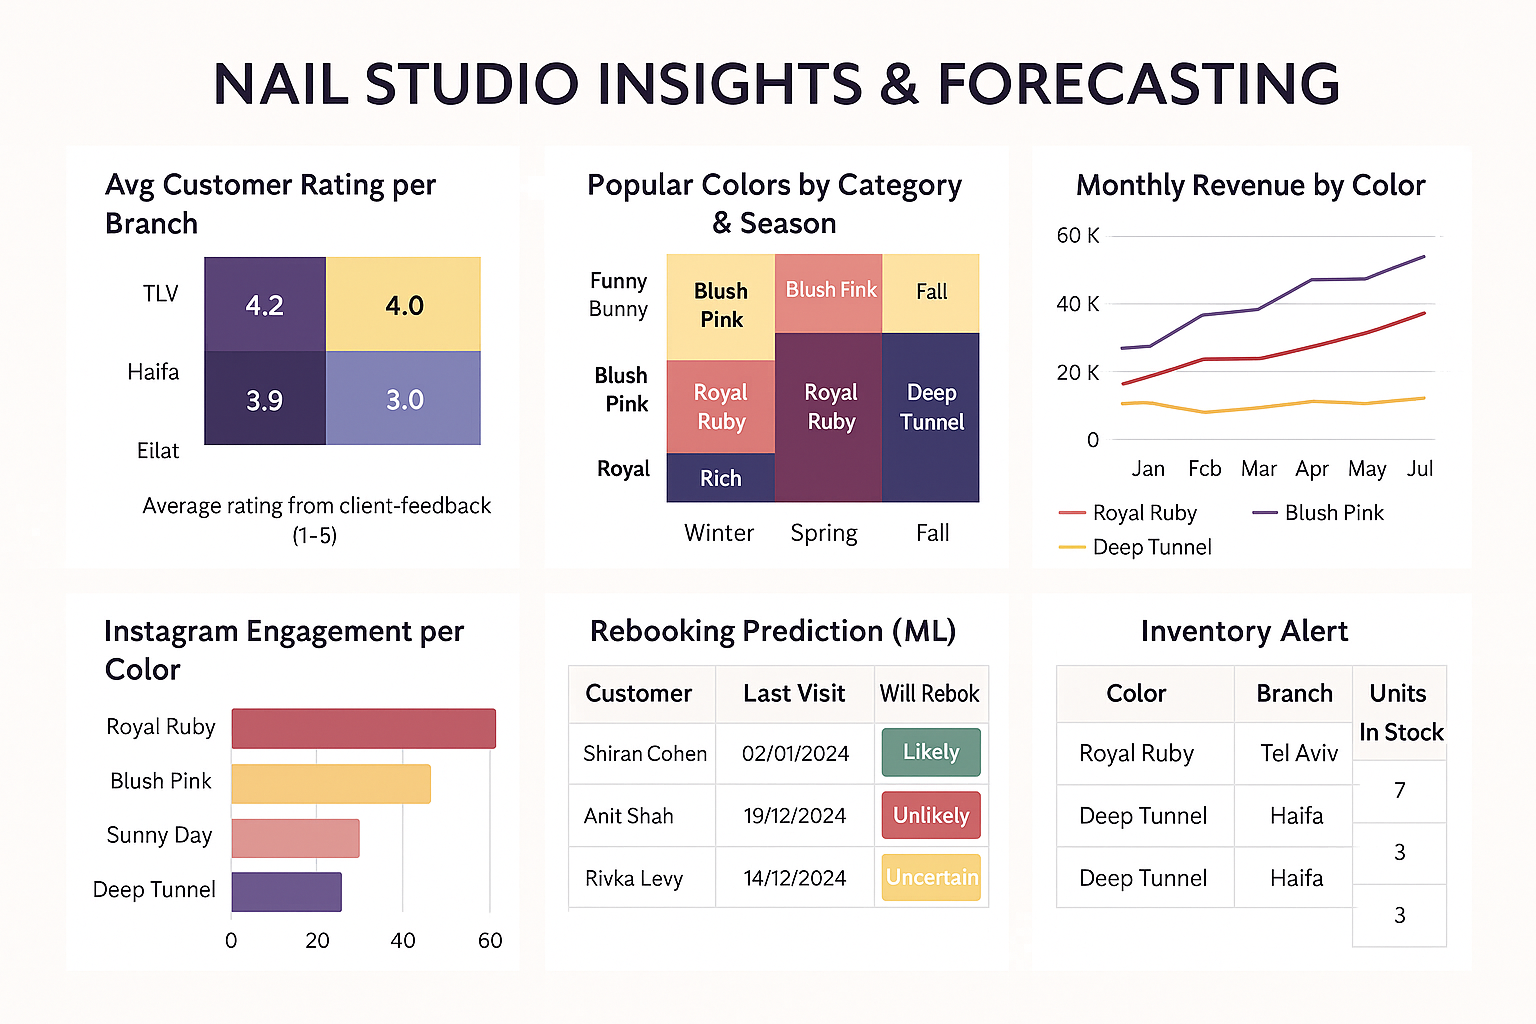 NAIL STUDIO INSIGHTS & FORECASTING
Avg Customer Rating per
Branch
TLV
4.2
4.0
Haifa
3.9
3.0
Eilat
Average rating from client-feedback
(1-5)
Popular Colors by Category
& Season
Funny
Bunny
Blush
Pink
Blush Fink
Fall
Blush
Pink
Royal
Ruby
Royal
Ruby
Deep
Tunnel
Royal
Rich
Winter
Spring
Fall
Monthly Revenue by Color
60 K
40 K
20 K
0
Jan Fcb Mar Apr May Jul
Royal Ruby
Blush Pink
Deep Tunnel
Instagram Engagement per
Color
Royal Ruby
Blush Pink
Sunny Day
Deep Tunnel
0 20 40 60
Rebooking Prediction (ML)
Customer Last Visit Will Rebok
Shiran Cohen 02/01/2024 Likely
Anit Shah 19/12/2024 Unlikely
Rivka Levy 14/12/2024 Uncertain
Inventory Alert
Color Branch Units
In Stock
Royal Ruby Tel Aviv
7
Deep Tunnel Haifa
3
Deep Tunnel Haifa
3